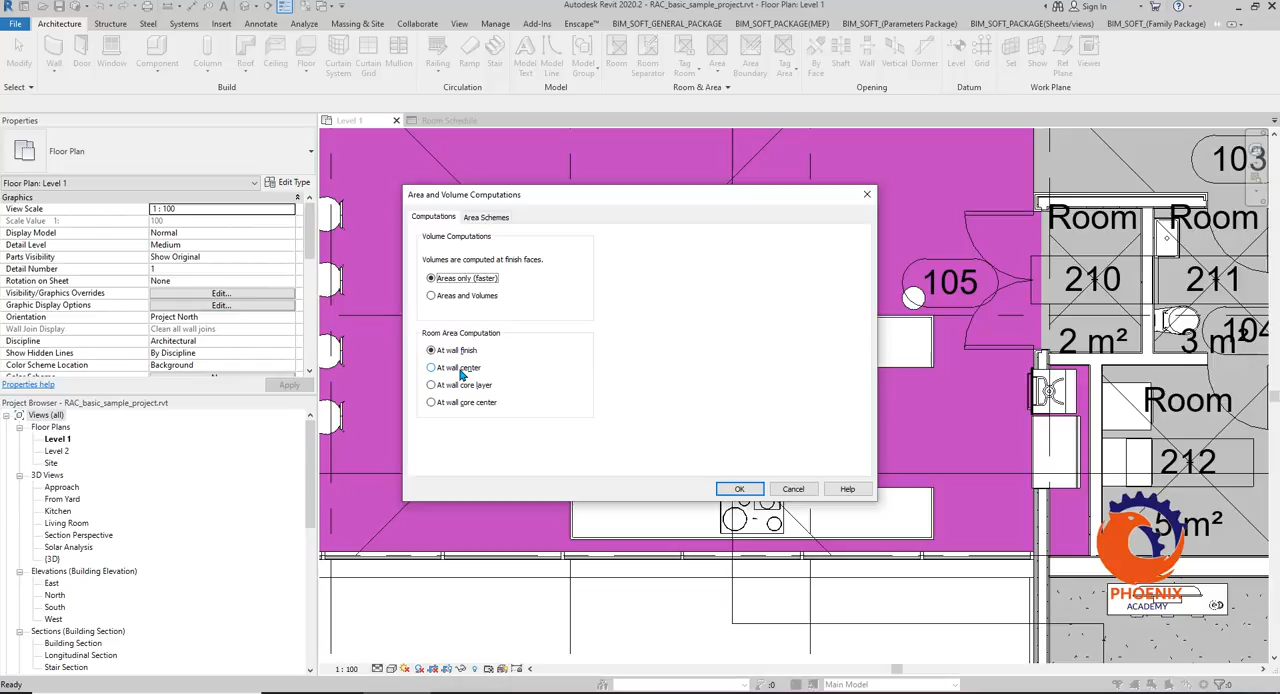 Autodesk Revit 2020.2 - RAC_basic_sample_project.rvt - Floor Plan: Level 1
Sign In
File Architecture Structure Steel Systems Insert Annotate Analyze Massing & Site Collaborate View Manage Add-Ins Enscape™ BIM_SOFT_GENERAL_PACKAGE BIM_SOFT_PACKAGE(MEP) BIM_SOFT_(Parameters Package) BIM_SOFT_PACKAGE(Sheets/views) BIM_SOFT_(Family Package)
Modify Wall Door Window Component Column Roof Ceiling Floor Curtain System Curtain Grid Mullion Railing Ramp Stair Model Text Model Line Model Group Room Room Separator Tag Room Area Area Boundary Tag Area By Face Shaft Wall Vertical Dormer Level Grid Set Show Ref Plane Viewer
Select Build Circulation Model Room & Area Opening Datum Work Plane
Properties
Level 1
Room Schedule
Floor Plan
Floor Plan: Level 1
Edit Type
Graphics
View Scale 1 : 100
Scale Value 1: 100
Display Model Normal
Detail Level Medium
Parts Visibility Show Original
Detail Number 1
Rotation on Sheet None
Visibility/Graphics Overrides Edit...
Graphic Display Options Edit...
Orientation Project North
Wall Join Display Clean all wall joins
Discipline Architectural
Show Hidden Lines By Discipline
Color Scheme Location Background
Properties help
Apply
Project Browser - RAC_basic_sample_project.rvt
Views (all)
Floor Plans
Level 1
Level 2
Site
3D Views
Approach
From Yard
Kitchen
Living Room
Section Perspective
Solar Analysis
{3D}
Elevations (Building Elevation)
East
North
South
West
Sections (Building Section)
Building Section
Longitudinal Section
Stair Section
Area and Volume Computations
Computations Area Schemes
Volume Computations
Volumes are computed at finish faces.
Areas only (faster)
Areas and Volumes
Room Area Computation
At wall finish
At wall center
At wall core layer
At wall core center
OK Cancel Help
103
Room Room
105
210 211
2 m² 3 m²
104
Room
212
5 m²
PHOENIX
ACADEMY
1 : 100
Ready
:0
Main Model
:0